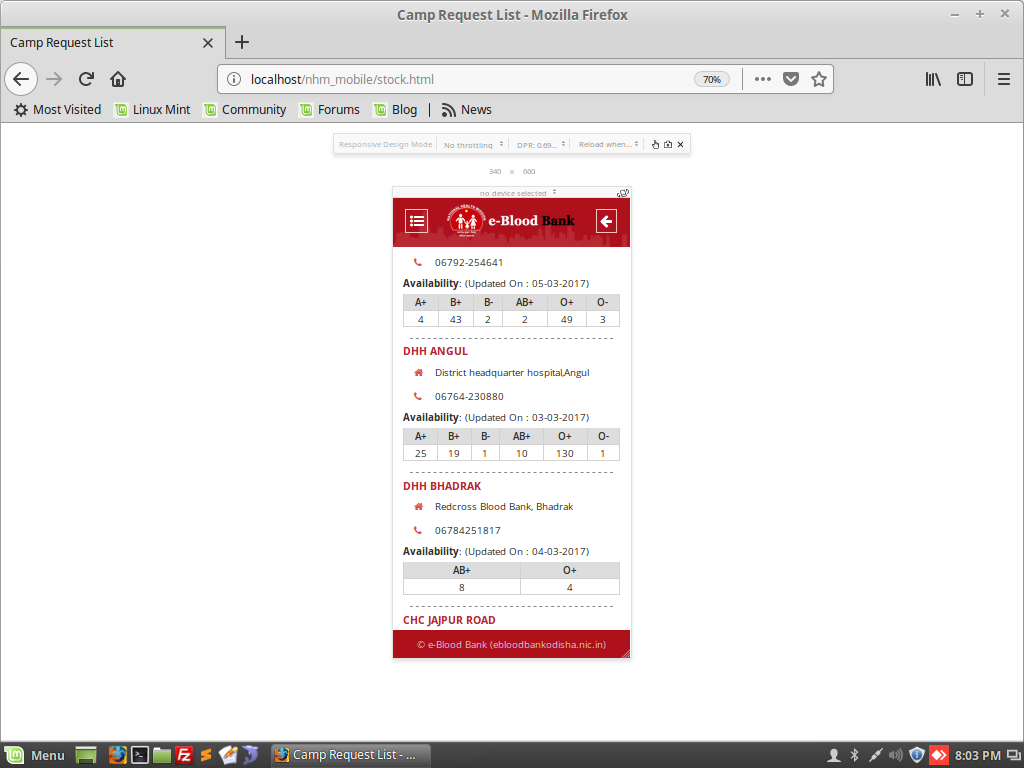 Camp Request List - Mozilla Firefox
Camp Request List
localhost/nhm_mobile/stock.html
70%
Most Visited
Linux Mint
Community
Forums
Blog
News
Responsive Design Mode
No throttling
DPR: 0.69...
Reload when...
340 × 660
no device selected
e-Blood Bank
06792-254641
Availability: (Updated On : 05-03-2017)
A+ B+ B- AB+ O+ O-
4 43 2 2 49 3
DHH ANGUL
District headquarter hospital,Angul
06764-230880
Availability: (Updated On : 03-03-2017)
A+ B+ B- AB+ O+ O-
25 19 1 10 130 1
DHH BHADRAK
Redcross Blood Bank, Bhadrak
06784251817
Availability: (Updated On : 04-03-2017)
AB+ O+
8 4
CHC JAJPUR ROAD
© e-Blood Bank (ebloodbankodisha.nic.in)
Menu
Camp Request List - ...
8:03 PM